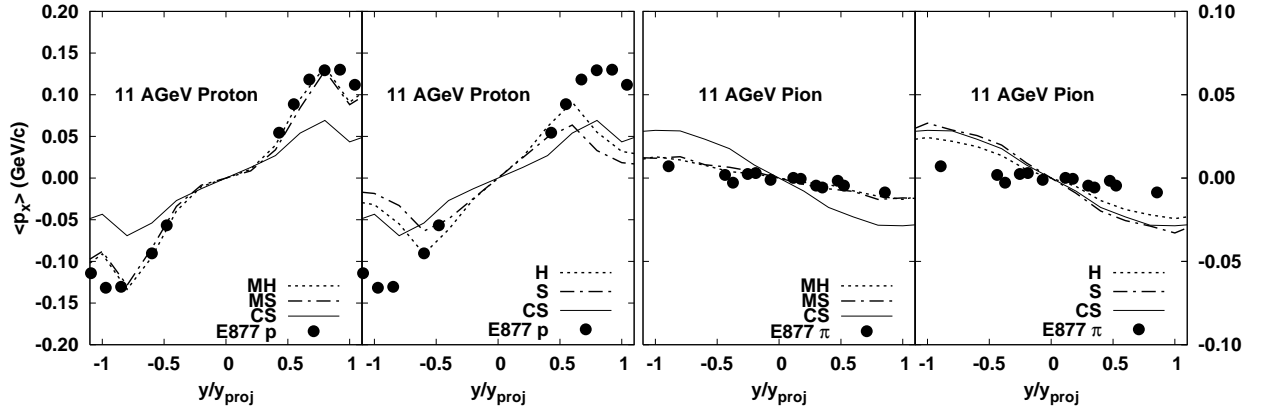 0.20
0.15
0.10
0.05
0.00
-0.05
-0.10
-0.15
-0.20
<p_x> (GeV/c)
11 AGeV Proton
MH
MS
CS
E877 p
-1 -0.5 0 0.5 1
y/y_proj
11 AGeV Proton
H
S
CS
E877 p
-1 -0.5 0 0.5 1
y/y_proj
11 AGeV Pion
MH
MS
CS
E877 π
-1 -0.5 0 0.5 1
y/y_proj
11 AGeV Pion
H
S
CS
E877 π
-1 -0.5 0 0.5 1
y/y_proj
0.10
0.05
0.00
-0.05
-0.10